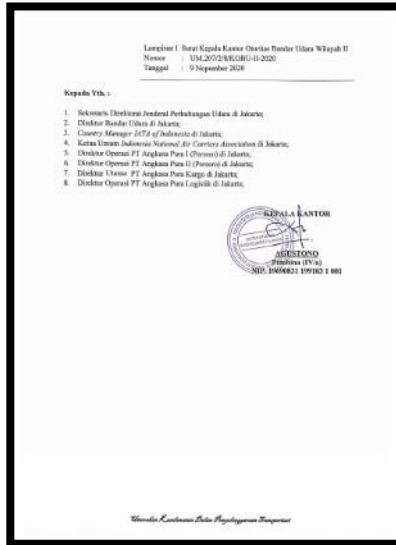 Lampiran I Surat Kepala Kantor Otoritas Bandar Udara Wilayah II
Nomor : UM.207/2/8/KOBU-II-2020
Tanggal : 9 Nopember 2020
Kepada Yth. :
1. Sekretaris Direktorat Jenderal Perhubungan Udara di Jakarta;
2. Direktur Bandar Udara di Jakarta;
3. Country Manager IATA of Indonesia di Jakarta;
4. Ketua Umum Indonesia National Air Carriers Association di Jakarta;
5. Direktur Operasi PT Angkasa Pura I (Persero) di Jakarta;
6. Direktur Operasi PT Angkasa Pura II (Persero) di Jakarta;
7. Direktur Utama PT Angkasa Pura Kargo di Jakarta;
8. Direktur Operasi PT Angkasa Pura Logistik di Jakarta;
KEPALA KANTOR
AGUSTONO
Pembina (IV/a)
NIP. 19690831 199103 1 001
Utamakan Keselamatan Dalam Penyelenggaraan Transportasi